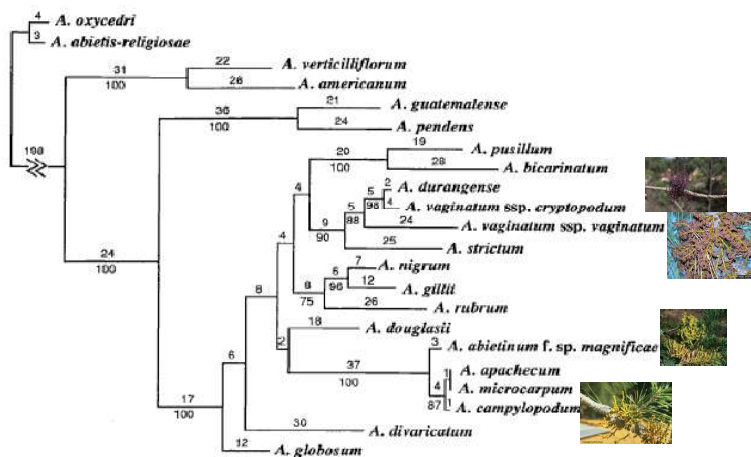 4 A. oxycedri
3 A. abietis-religiosae
22 A. verticilliflorum
31
100
26 A. americanum
21 A. guatemalense
36
100
24 A. pendens
19 A. pusillum
20
100
28 A. bicarinatum
198
2 A. durangense
5
98 4 A. vaginatum ssp. cryptopodum
4
5
88
24 A. vaginatum ssp. vaginatum
9
90
25 A. strictum
4
24
100
7 A. nigrum
6
96
12 A. gillii
8
75
26 A. rubrum
8
18 A. douglasii
2
3 A. abietinum f. sp. magnificae
6
37
100
1 A. apachecum
4
A. microcarpum
87 1 A. campylopodum
17
100
30 A. divaricatum
12 A. globosum